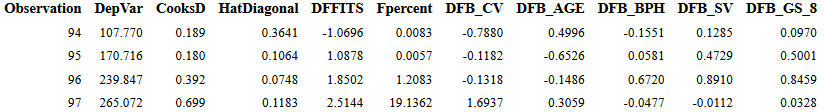 Observation DepVar CooksD HatDiagonal DFFITS Fpercent DFB_CV DFB_AGE DFB_BPH DFB_SV DFB_GS_8
94 107.770 0.189 0.3641 -1.0696 0.0083 -0.7880 0.4996 -0.1551 0.1285 0.0970
95 170.716 0.180 0.1064 1.0878 0.0057 -0.1182 -0.6526 0.0581 0.4729 0.5001
96 239.847 0.392 0.0748 1.8502 1.2083 -0.1318 -0.1486 0.6720 0.8910 0.8459
97 265.072 0.699 0.1183 2.5144 19.1362 1.6937 0.3059 -0.0477 -0.0112 0.0328